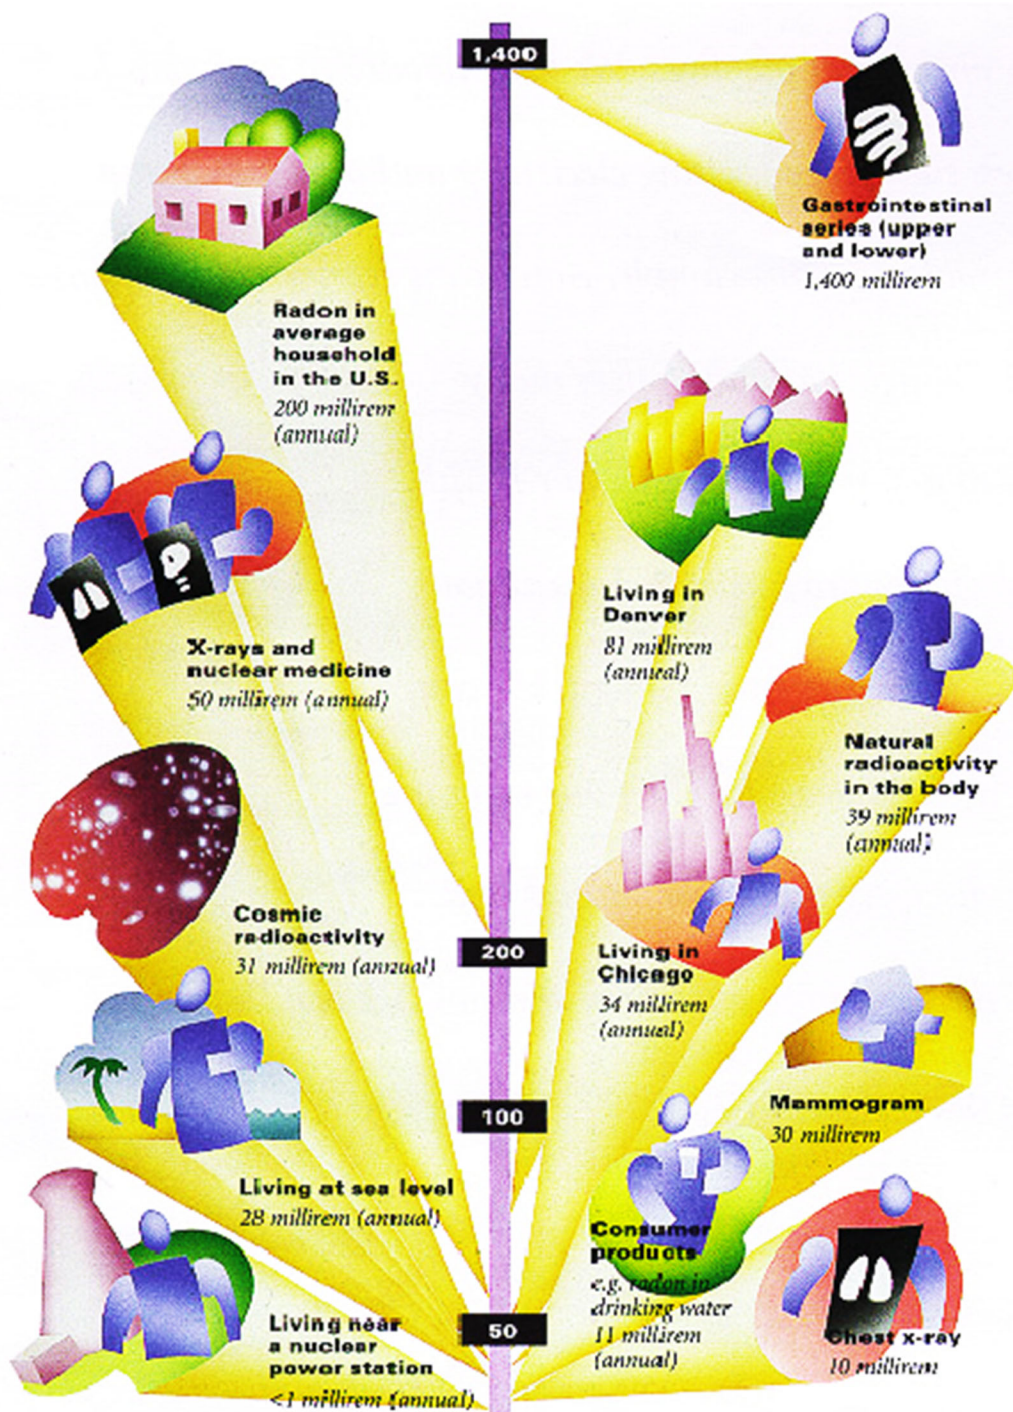 1,400
Gastrointestinal
series (upper
and lower)
1,400 millirem
Radon in
average
household
in the U.S.
200 millirem
(annual)
Living in
Denver
81 millirem
(annual)
X-rays and
nuclear medicine
50 millirem (annual)
Natural
radioactivity
in the body
39 millirem
(annual)
Cosmic
radioactivity
31 millirem (annual)
200
Living in
Chicago
34 millirem
(annual)
100
Mammogram
30 millirem
Living at sea level
28 millirem (annual)
Consumer
products
e.g. radon in
drinking water
11 millirem
(annual)
50
Living near
a nuclear
power station
<1 millirem (annual)
Chest x-ray
10 millirem